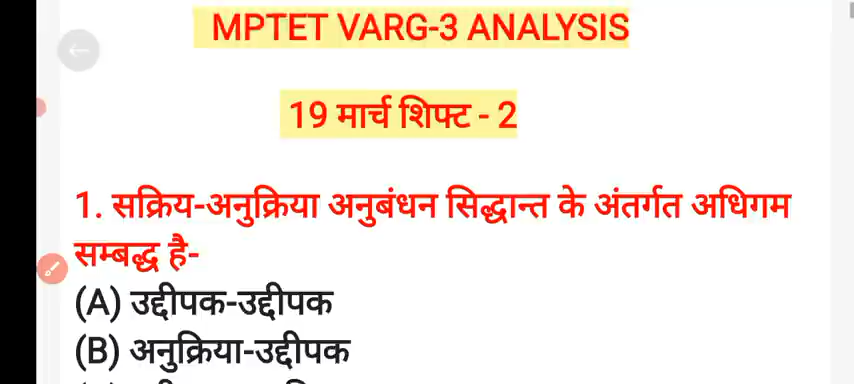 MPTET VARG-3 ANALYSIS
19 मार्च शिफ्ट - 2
1. सक्रिय-अनुक्रिया अनुबंधन सिद्धान्त के अंतर्गत अधिगम
सम्बद्ध है-
(A) उद्दीपक-उद्दीपक
(B) अनुक्रिया-उद्दीपक